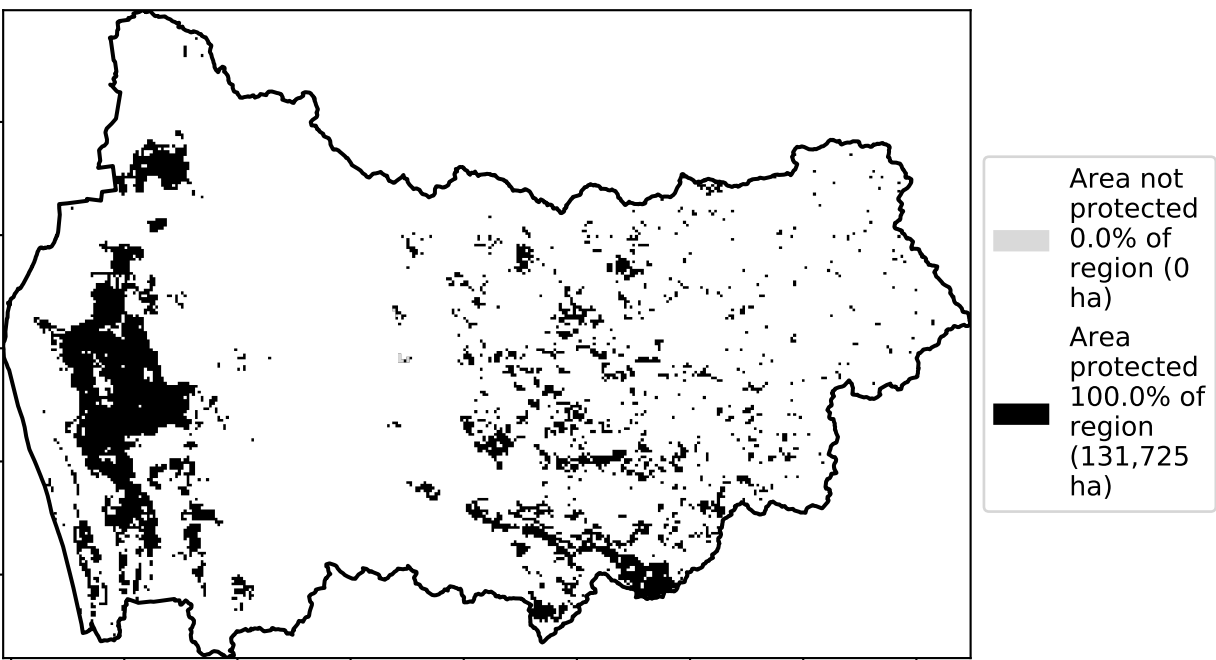 Area not
protected
0.0% of
region (0
ha)
Area
protected
100.0% of
region
(131,725
ha)